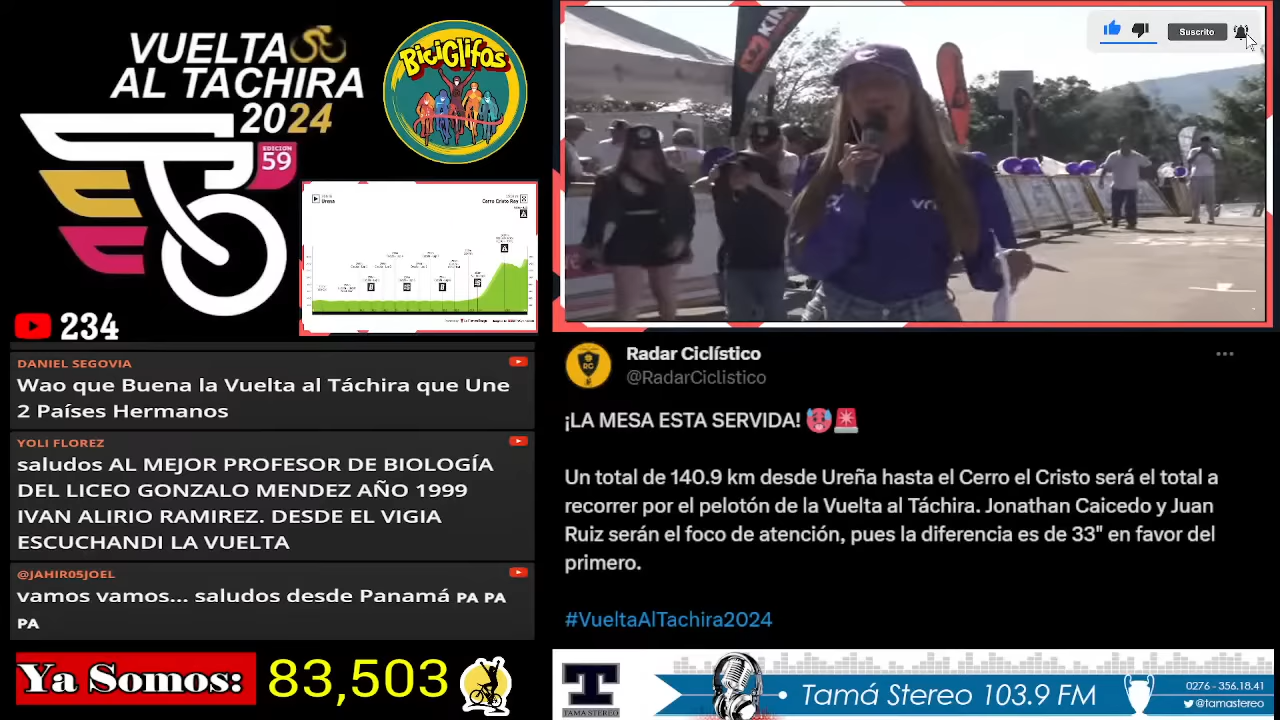 VUELTA
AL TACHIRA
2024
EDICION
59
BiciGlifos
Ureña
Cerro Cristo Rey
234
DANIEL SEGOVIA
Wao que Buena la Vuelta al Táchira que Une
2 Países Hermanos
YOLI FLOREZ
saludos AL MEJOR PROFESOR DE BIOLOGÍA
DEL LICEO GONZALO MENDEZ AÑO 1999
IVAN ALIRIO RAMIREZ. DESDE EL VIGIA
ESCUCHANDI LA VUELTA
@JAHIR05JOEL
vamos vamos... saludos desde Panamá PA PA
PA
Ya Somos: 83,503
Suscrito
Radar Ciclístico
@RadarCiclistico
¡LA MESA ESTA SERVIDA! 🥵🚨
Un total de 140.9 km desde Ureña hasta el Cerro el Cristo será el total a
recorrer por el pelotón de la Vuelta al Táchira. Jonathan Caicedo y Juan
Ruiz serán el foco de atención, pues la diferencia es de 33" en favor del
primero.
#VueltaAlTachira2024
T
TAMÁ STEREO
Tamá Stereo 103.9 FM
0276 - 356.18.41
@tamastereo